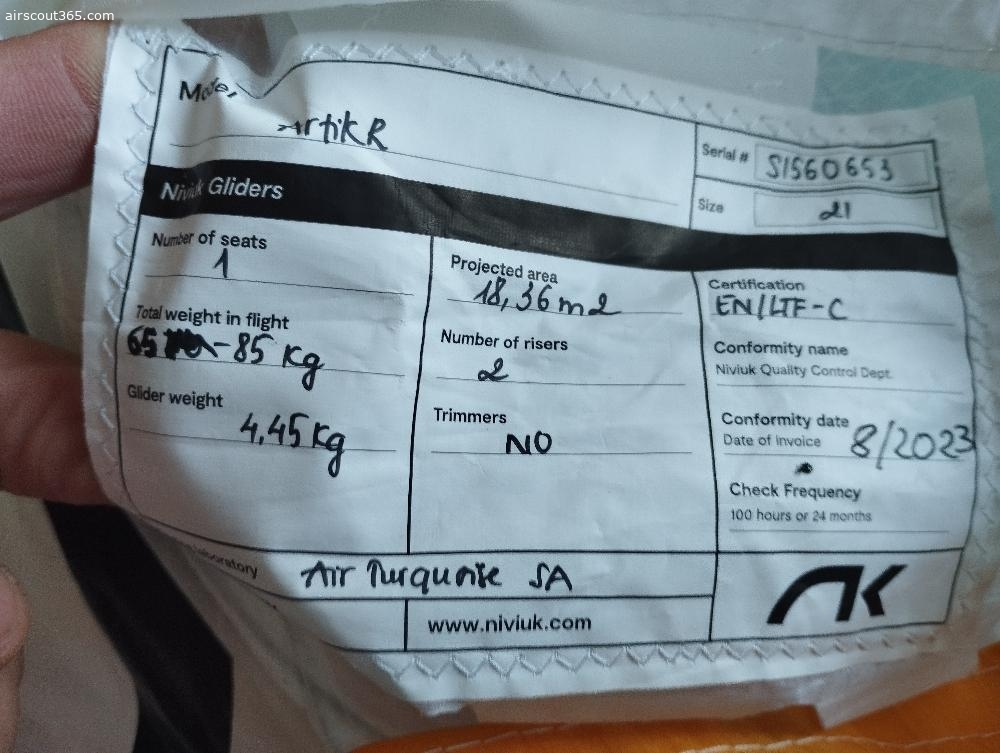 airscout365.com
Model
ArtikR
Serial # S1560653
Size 21
Niviuk Gliders
Number of seats
1
Total weight in flight
65 -85 kg
Glider weight
4,45 kg
Projected area
18,36 m2
Number of risers
2
Trimmers
NO
Certification
EN/LTF-C
Conformity name
Niviuk Quality Control Dept.
Conformity date
Date of invoice 8/2023
Check Frequency
100 hours or 24 months
Laboratory Air Turquoise SA
www.niviuk.com